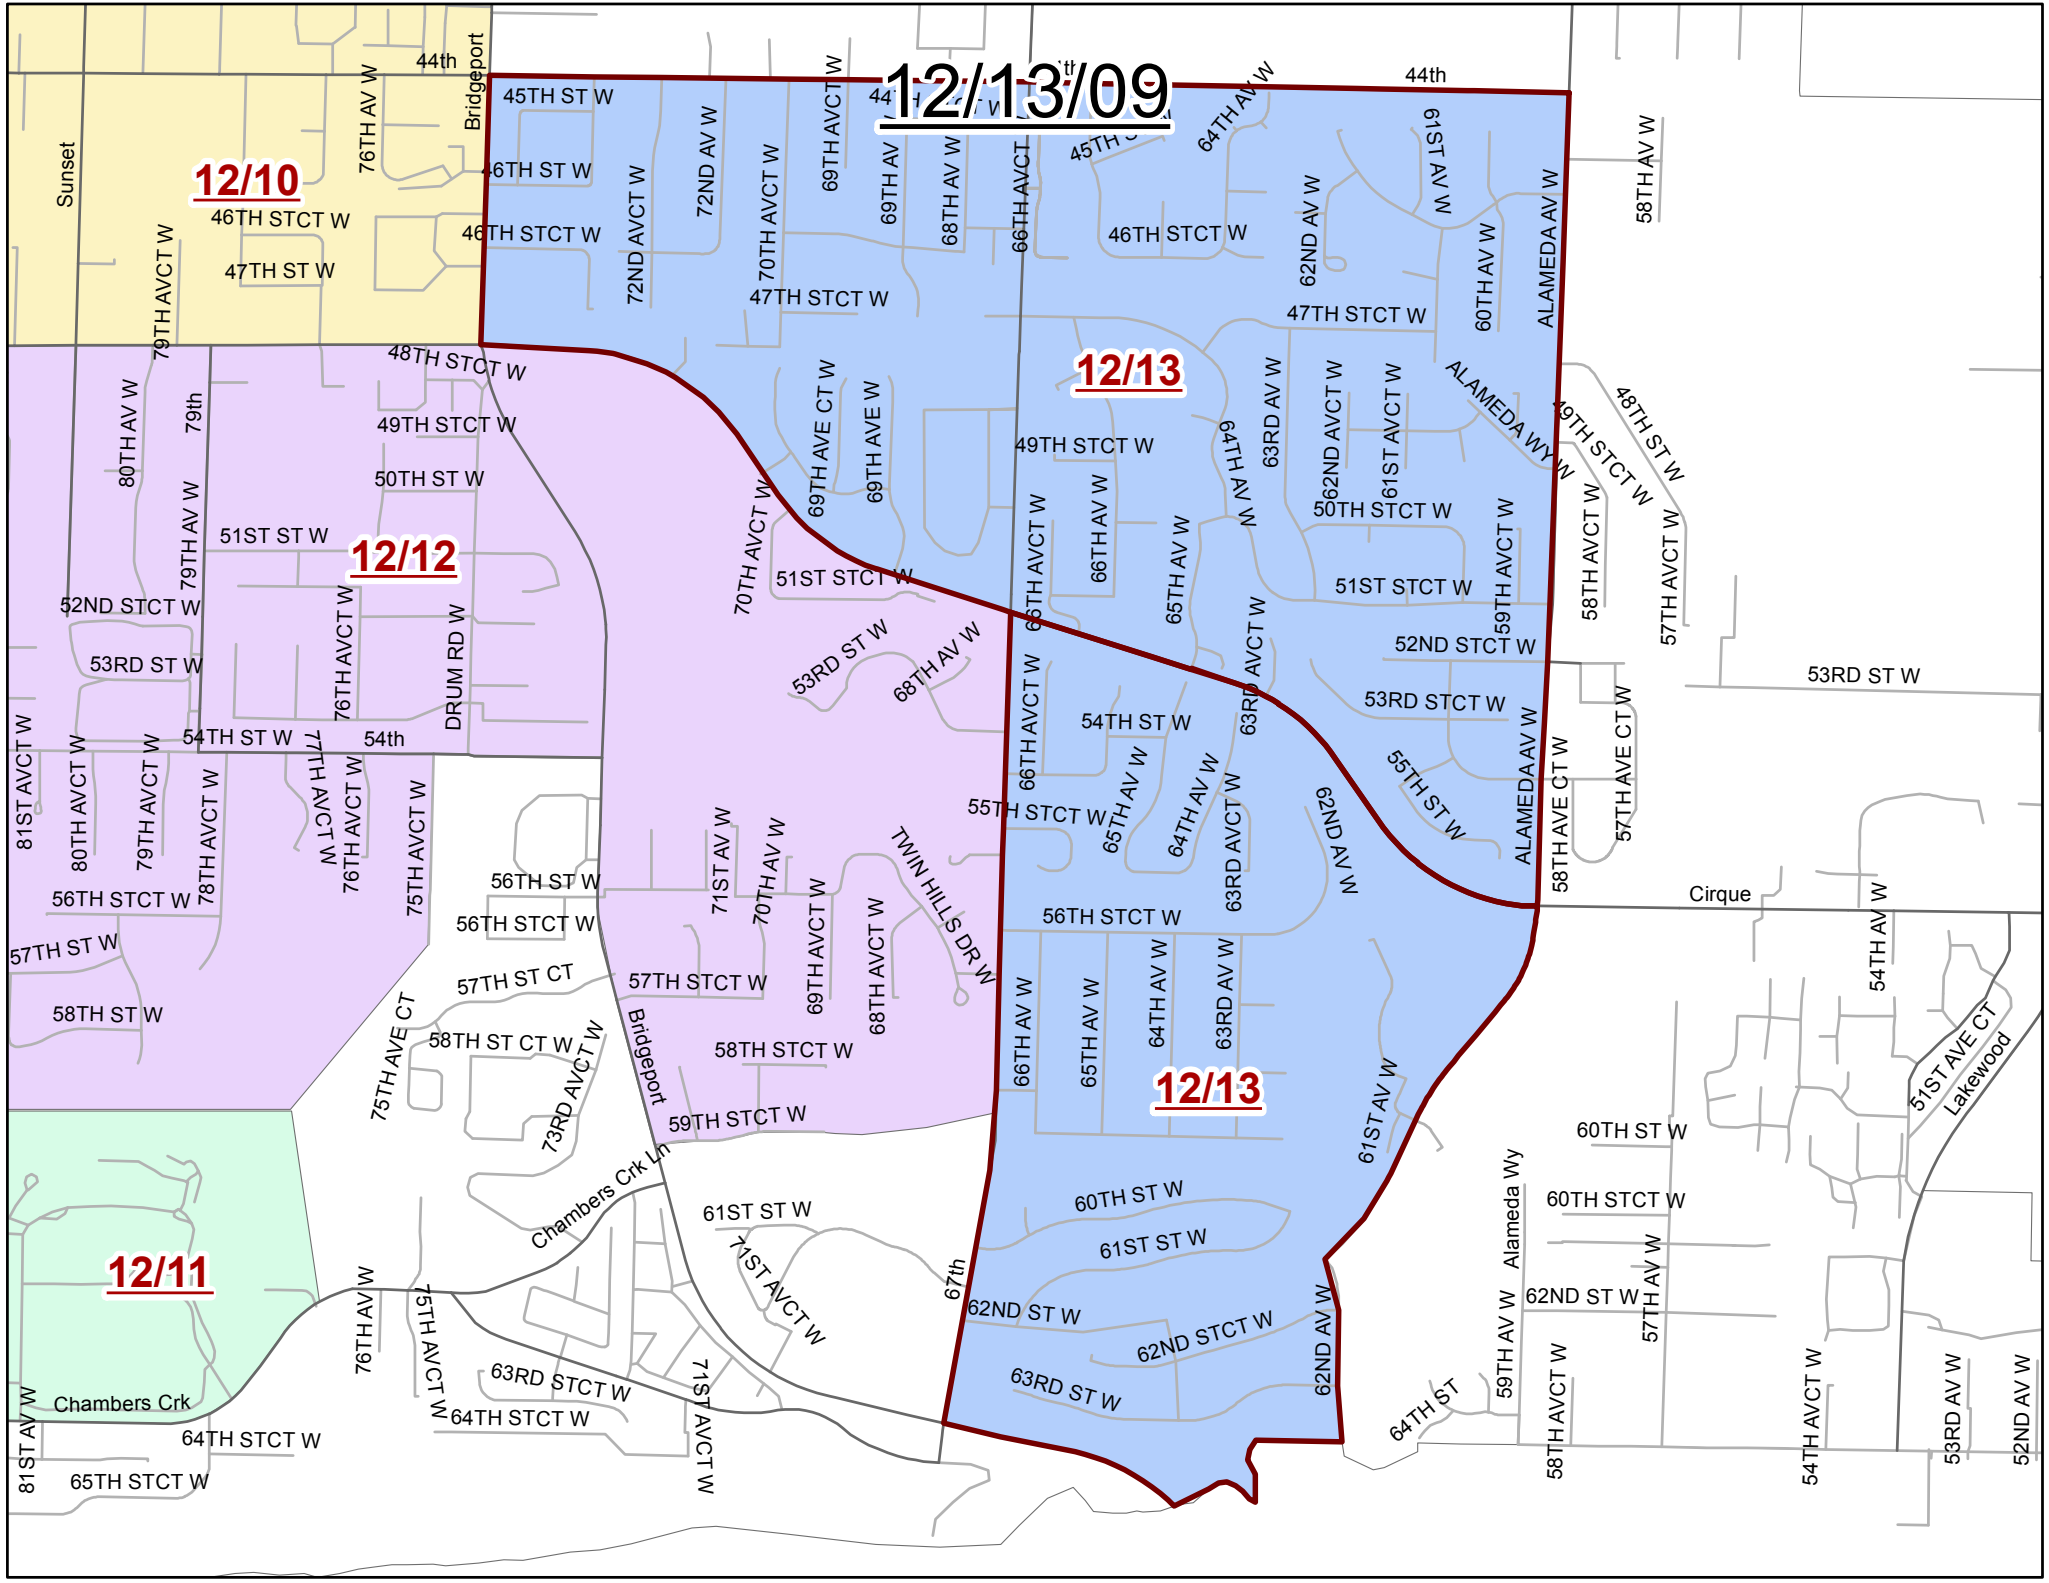 12/13/09
44th
44th
Bridgeport
Sunset
76TH AV W
12/10
46TH STCT W
47TH ST W
79TH AVCT W
45TH ST W
46TH ST W
46TH STCT W
72ND AVCT W
72ND AV W
70TH AVCT W
69TH AVCT W
69TH AV W
68TH AV W
66TH AVCT
64TH AV W
61ST AV W
62ND AV W
60TH AV W
ALAMEDA AV W
58TH AV W
46TH STCT W
47TH STCT W
47TH STCT W
12/13
48TH STCT W
49TH STCT W
50TH ST W
51ST ST W
12/12
80TH AV W
79th
79TH AV W
52ND STCT W
53RD ST W
76TH AVCT W
DRUM RD W
54TH ST W
54th
69TH AVE CT W
69TH AVE W
70TH AVCT W
51ST STCT W
49TH STCT W
66TH AVCT W
66TH AV W
65TH AV W
64TH AV W
63RD AV W
62ND AVCT W
61ST AVCT W
ALAMEDA WY W
49TH STCT W
48TH ST W
50TH STCT W
51ST STCT W
59TH AVCT W
58TH AVCT W
57TH AVCT W
52ND STCT W
53RD STCT W
53RD ST W
53RD ST W
68TH AV W
66TH AVCT W
54TH ST W
63RD AVCT W
55TH ST W
ALAMEDA AV W
58TH AVE CT W
57TH AVE CT W
81ST AVCT W
80TH AVCT W
79TH AVCT W
78TH AVCT W
77TH AVCT W
76TH AVCT W
75TH AVCT W
56TH STCT W
57TH ST W
58TH ST W
56TH ST W
56TH STCT W
57TH ST CT
58TH ST CT W
75TH AVE CT
73RD AVCT W
Bridgeport
71ST AV W
70TH AV W
69TH AVCT W
68TH AVCT W
TWIN HILLS DR W
57TH STCT W
58TH STCT W
59TH STCT W
55TH STCT W
65TH AV W
64TH AV W
63RD AVCT W
62ND AV W
56TH STCT W
66TH AV W
65TH AV W
64TH AV W
63RD AV W
12/13
61ST AV W
Cirque
54TH AV W
51ST AVE CT
Lakewood
60TH ST W
60TH STCT W
Alameda Wy
59TH AV W
62ND ST W
57TH AV W
58TH AVCT W
54TH AVCT W
53RD AV W
52ND AV W
64TH ST
60TH ST W
61ST ST W
62ND ST W
62ND STCT W
62ND AV W
63RD ST W
67th
61ST ST W
71ST AVCT W
Chambers Crk Ln
12/11
76TH AV W
75TH AVCT W
63RD STCT W
64TH STCT W
71ST AVCT W
Chambers Crk
81ST AV W
64TH STCT W
65TH STCT W